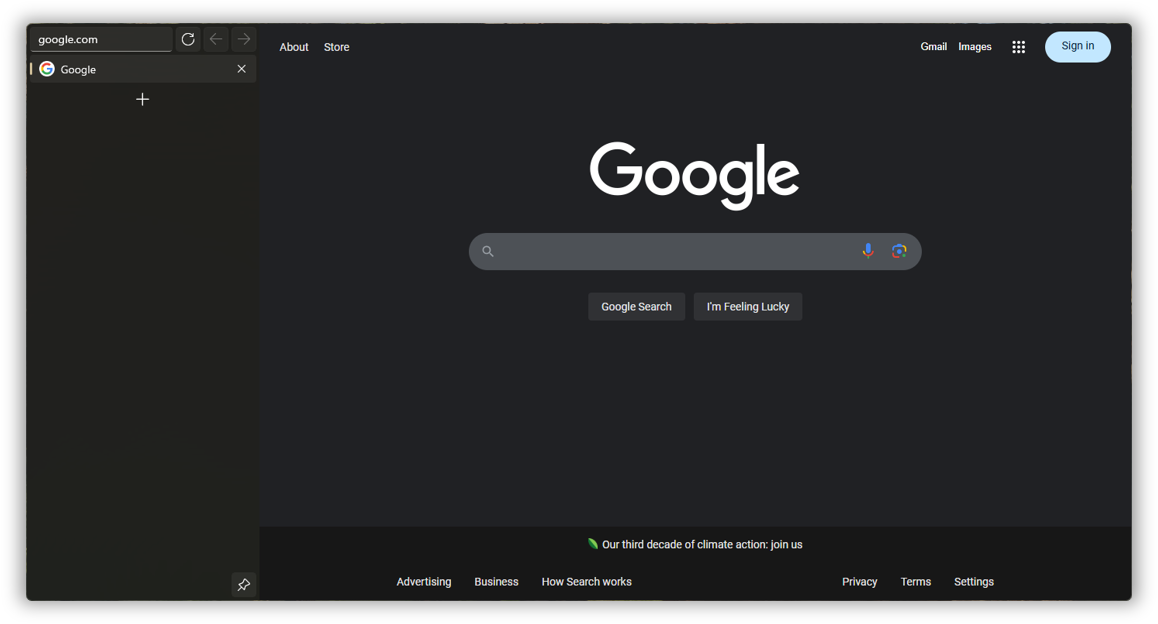 google.com
Google
About Store
Gmail Images Sign in
Google
Google Search I'm Feeling Lucky
Our third decade of climate action: join us
Advertising Business How Search works
Privacy Terms Settings